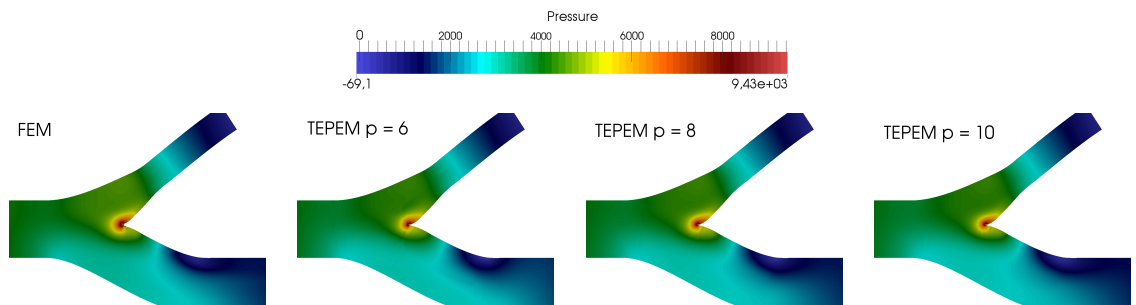 Pressure
0 2000 4000 6000 8000
-69,1 9,43e+03
FEM
TEPEM p = 6
TEPEM p = 8
TEPEM p = 10